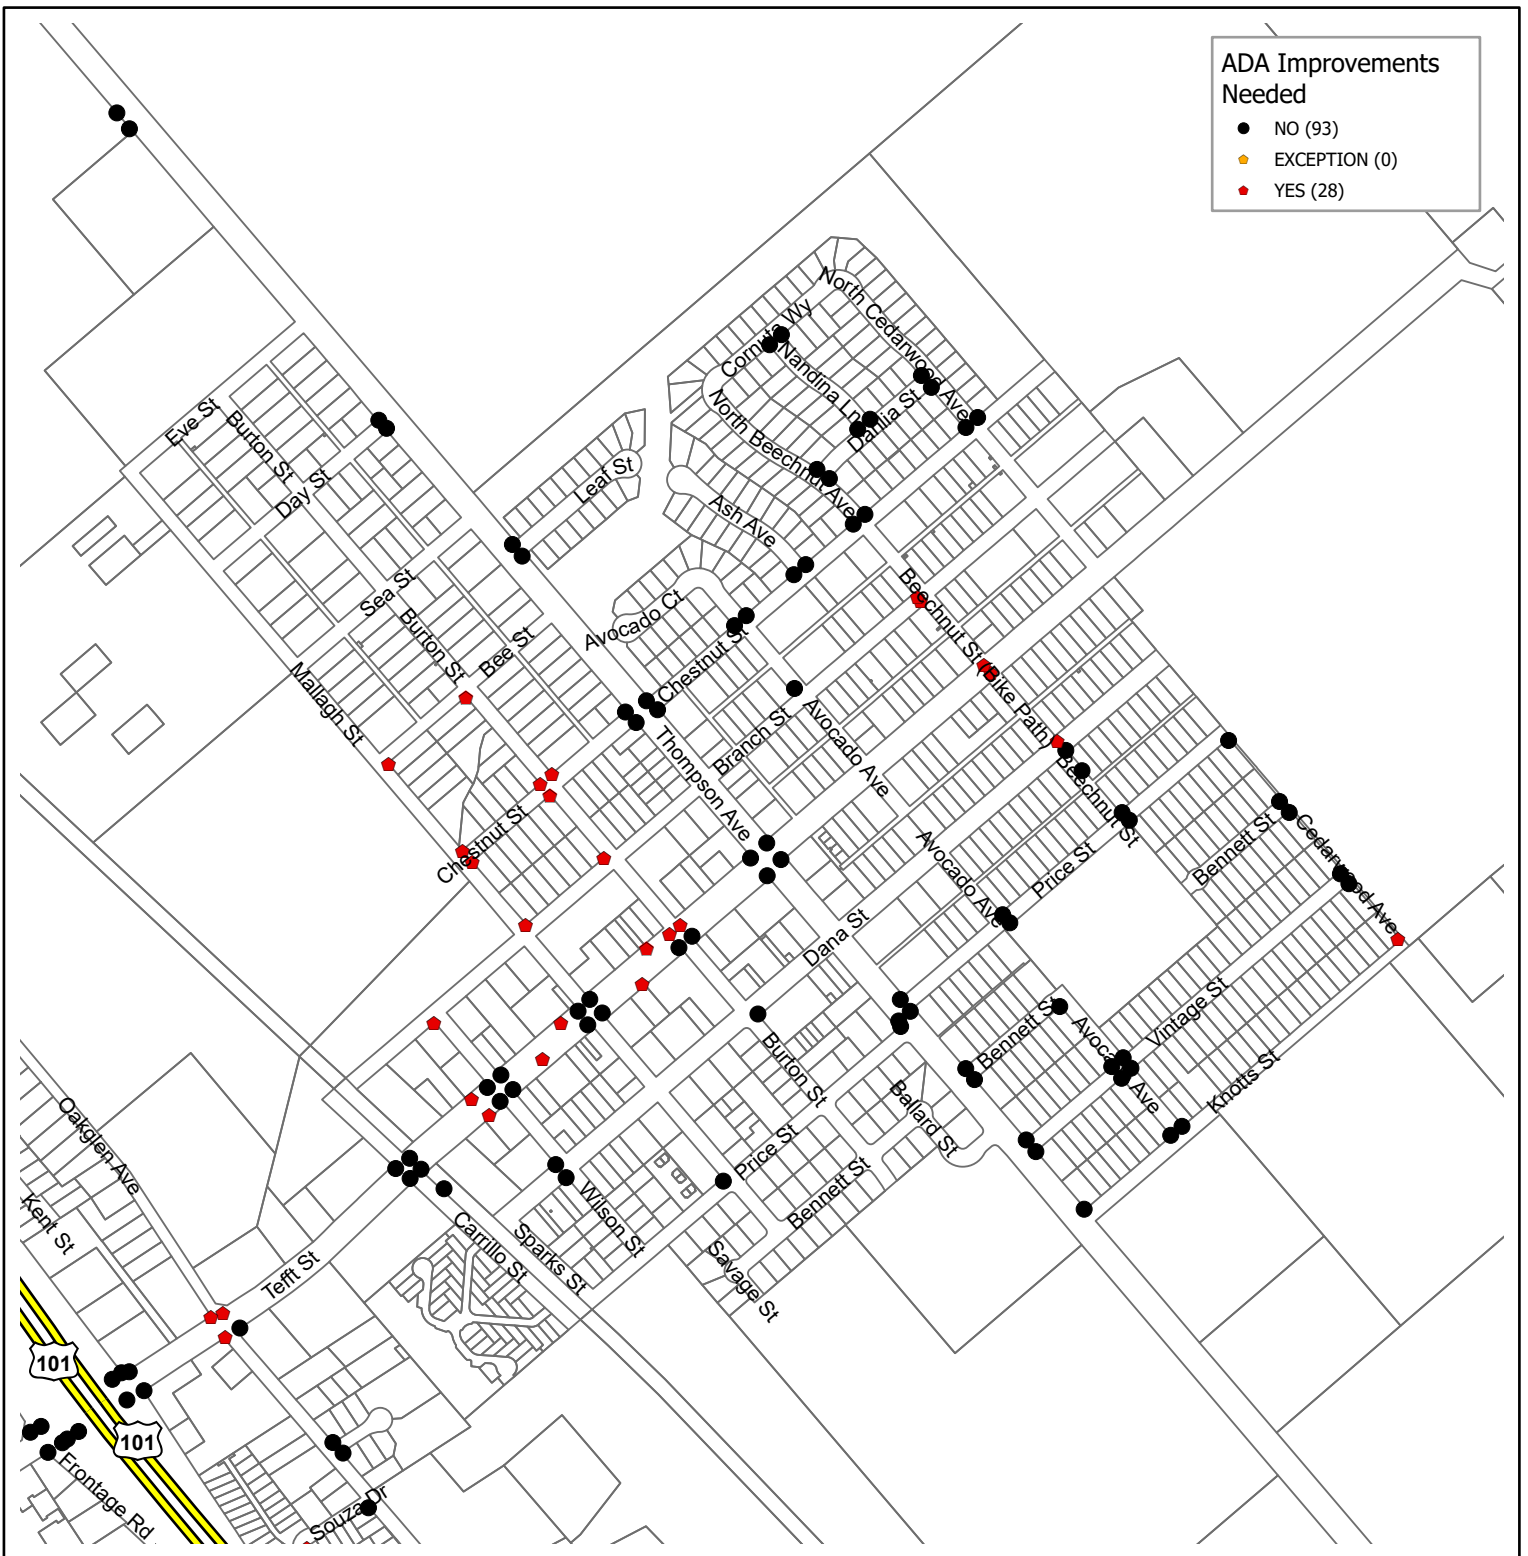 ADA Improvements
Needed
NO (93)
EXCEPTION (0)
YES (28)
North Cedarwood Ave
Cornuta Wy
Nandina Ln
Dahlia St
North Beechnut Ave
Eve St
Burton St
Day St
Leaf St
Ash Ave
Sea St
Burton St
Bee St
Avocado Ct
Beechnut St (Bike Path)
Mallagh St
Chestnut St
Thompson Ave
Branch St
Avocado Ave
Beechnut St
Chestnut St
Avocado Ave
Price St
Bennett St
Cedarwood Ave
Dana St
Bennett St
Avocado Ave
Vintage St
Knotts St
Burton St
Ballard St
Oakglen Ave
Price St
Bennett St
Kent St
Wilson St
Carrillo St
Sparks St
Savage St
Tefft St
101
101
Frontage Rd
Souza Dr